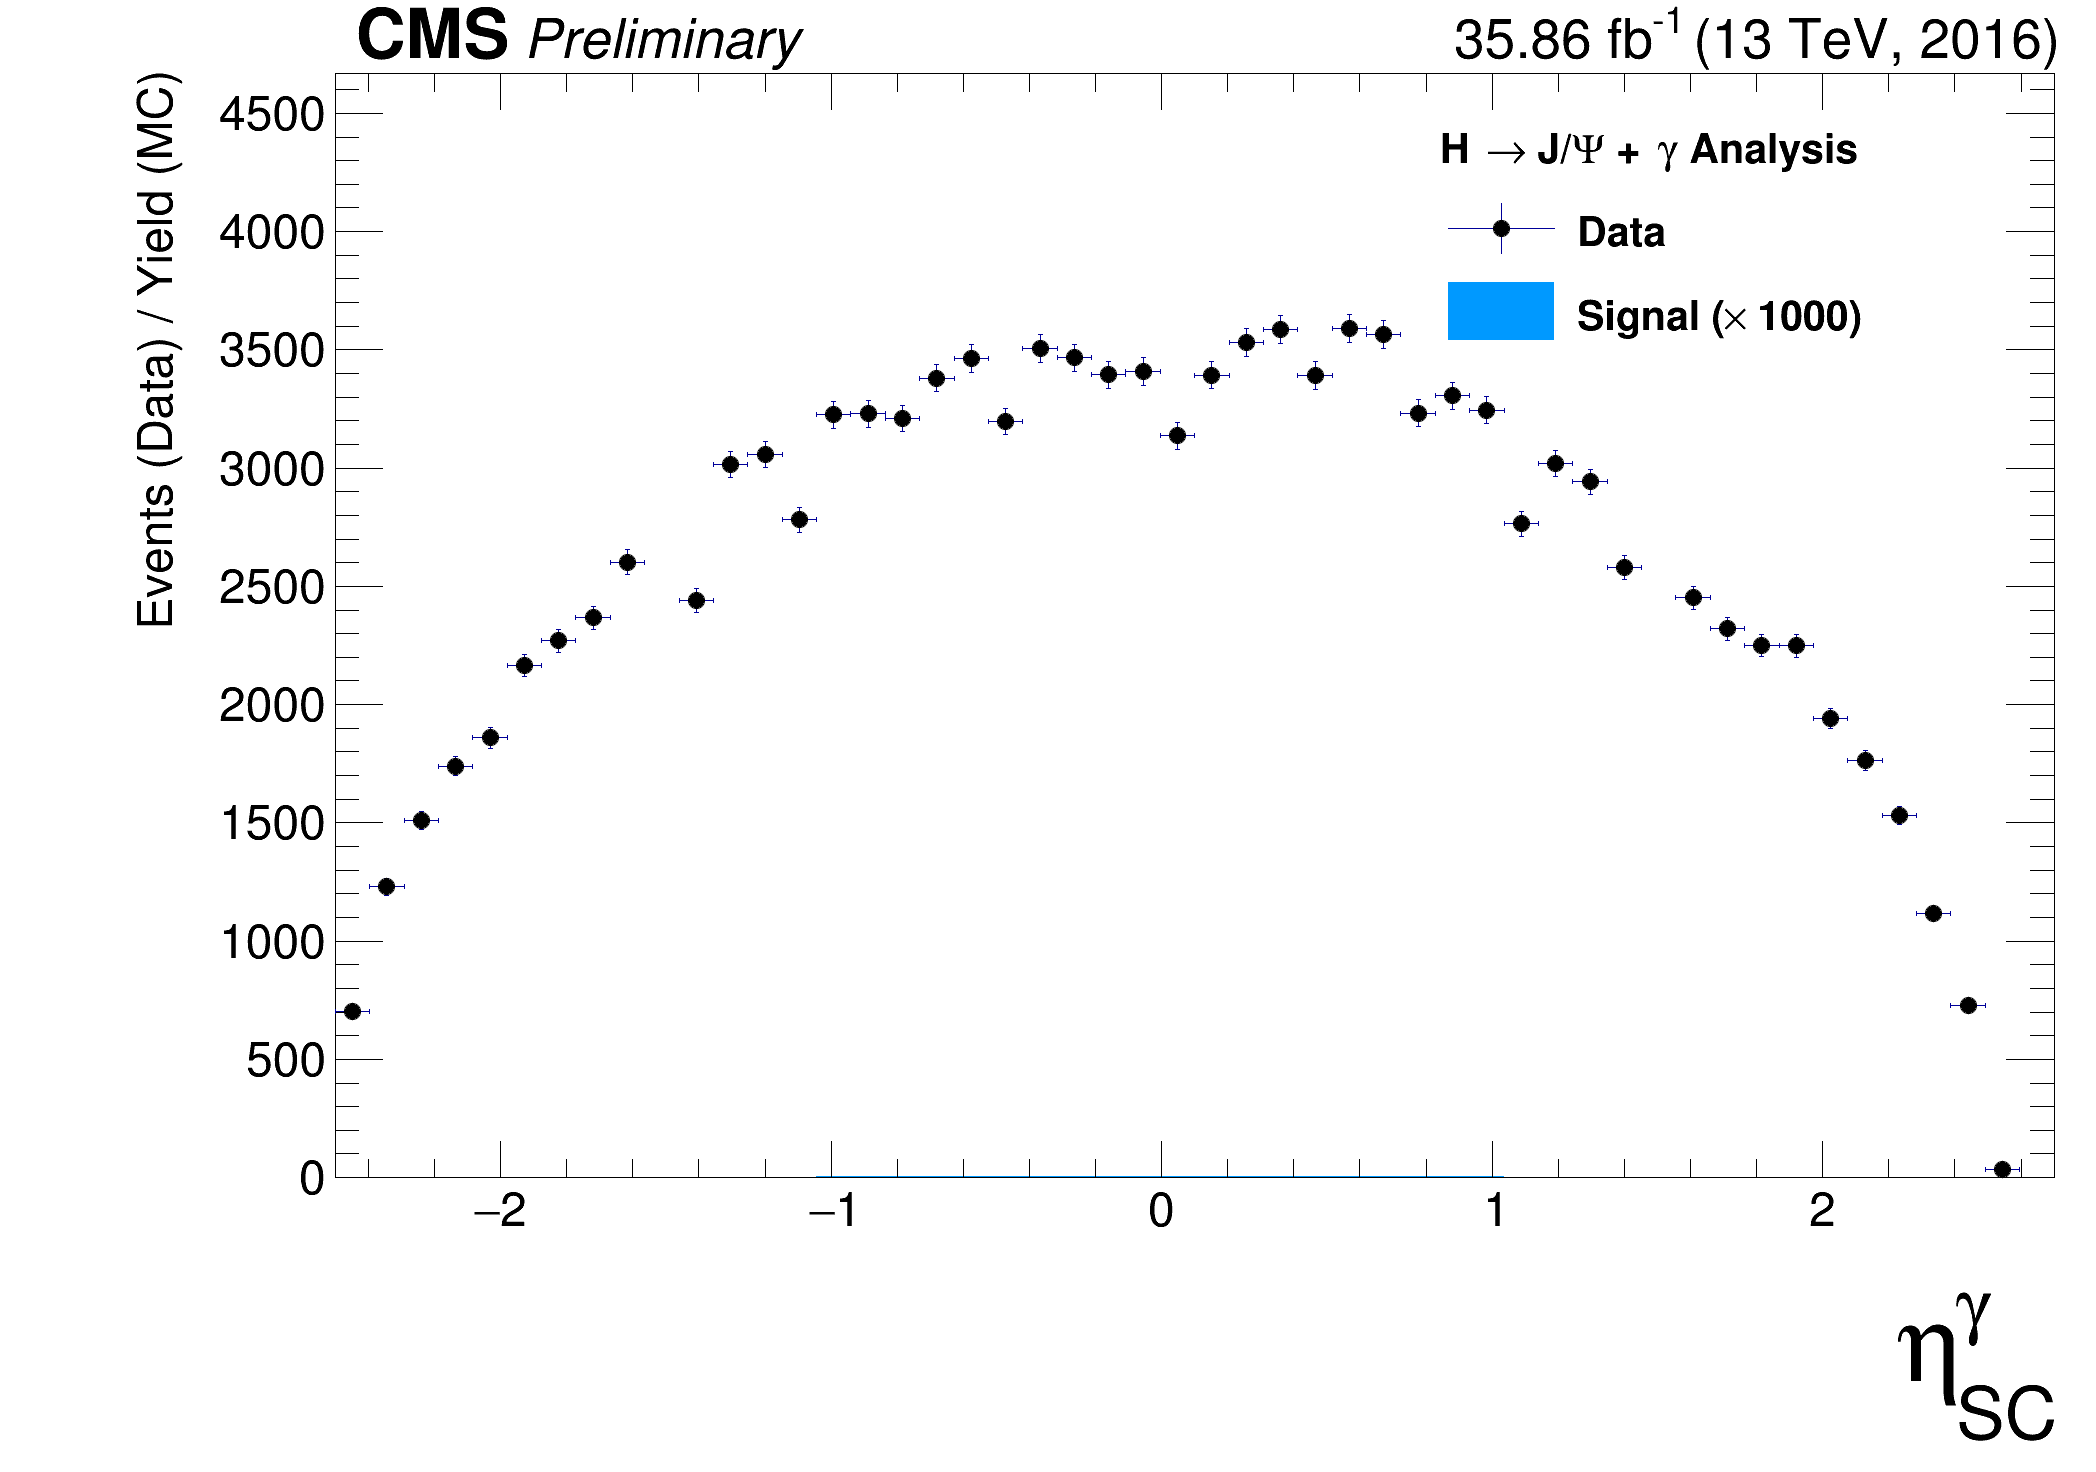 CMS Preliminary 35.86 fb-1 (13 TeV, 2016)
Events (Data) / Yield (MC)
H → J/Ψ + γ Analysis
Data
Signal (× 1000)
4500
4000
3500
3000
2500
2000
1500
1000
500
0
−2 −1 0 1 2
ηγSC